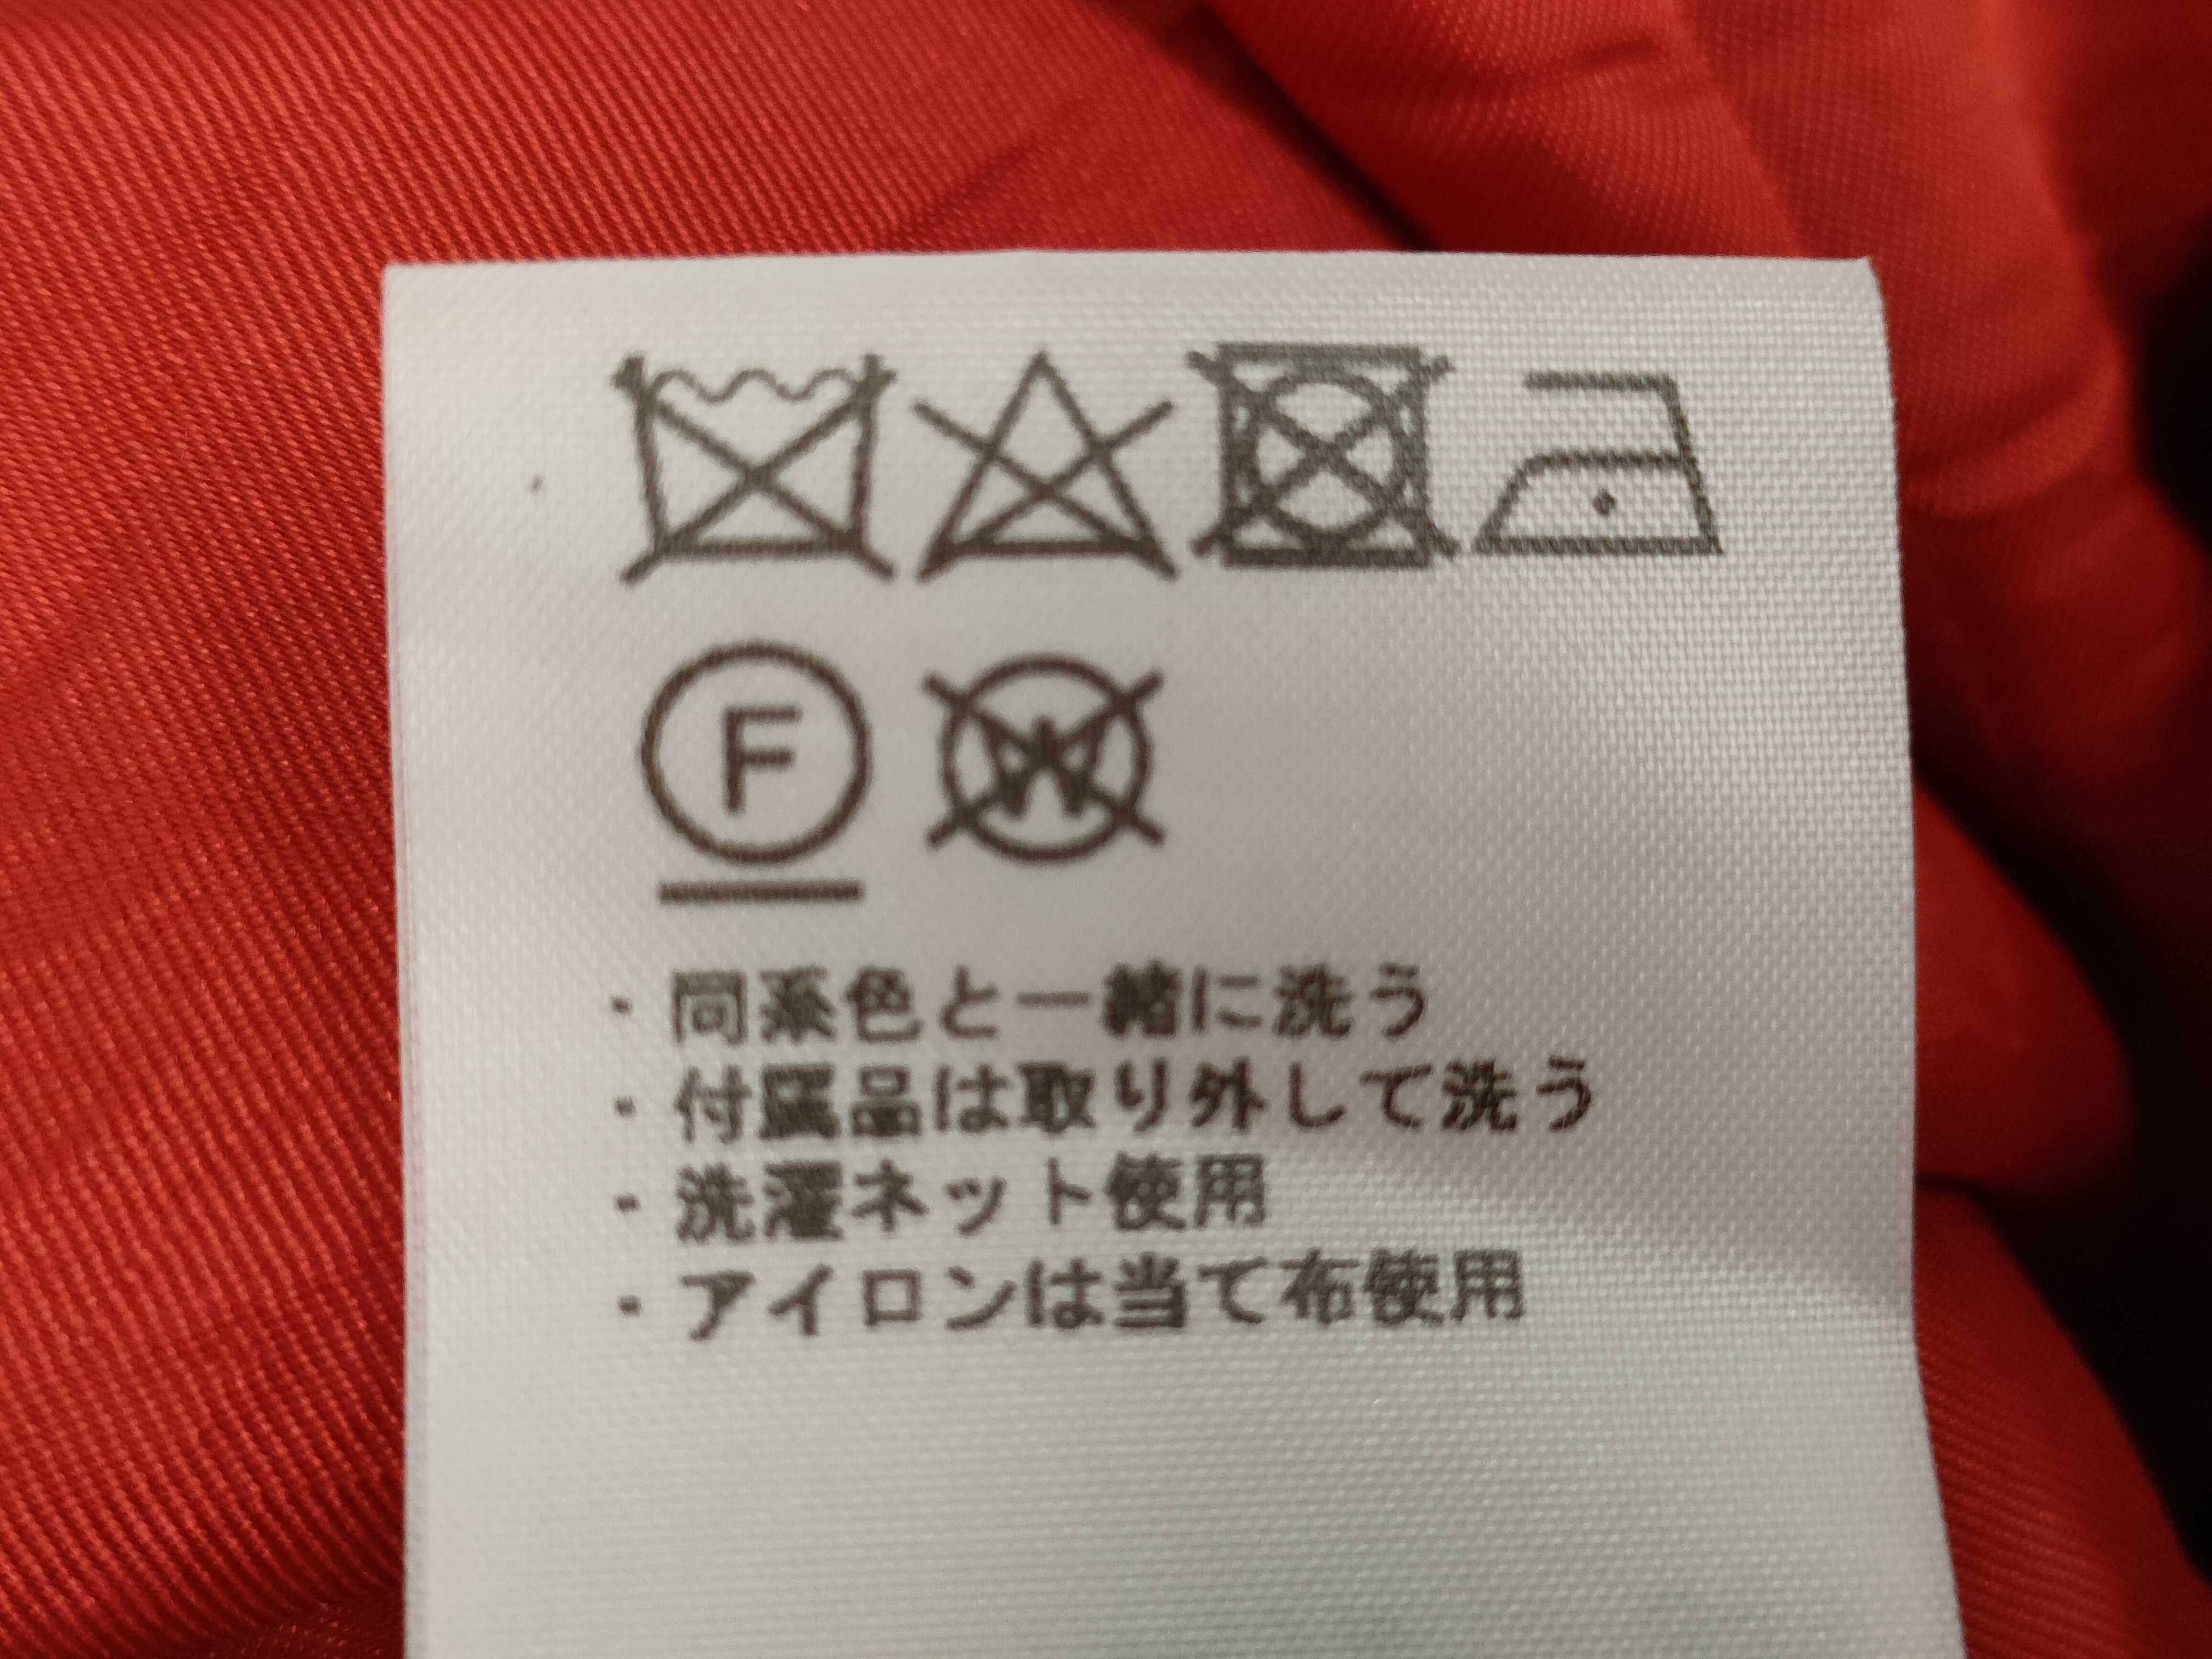 F W
・同系色と一緒に洗う
・付属品は取り外して洗う
・洗濯ネット使用
・アイロンは当て布使用